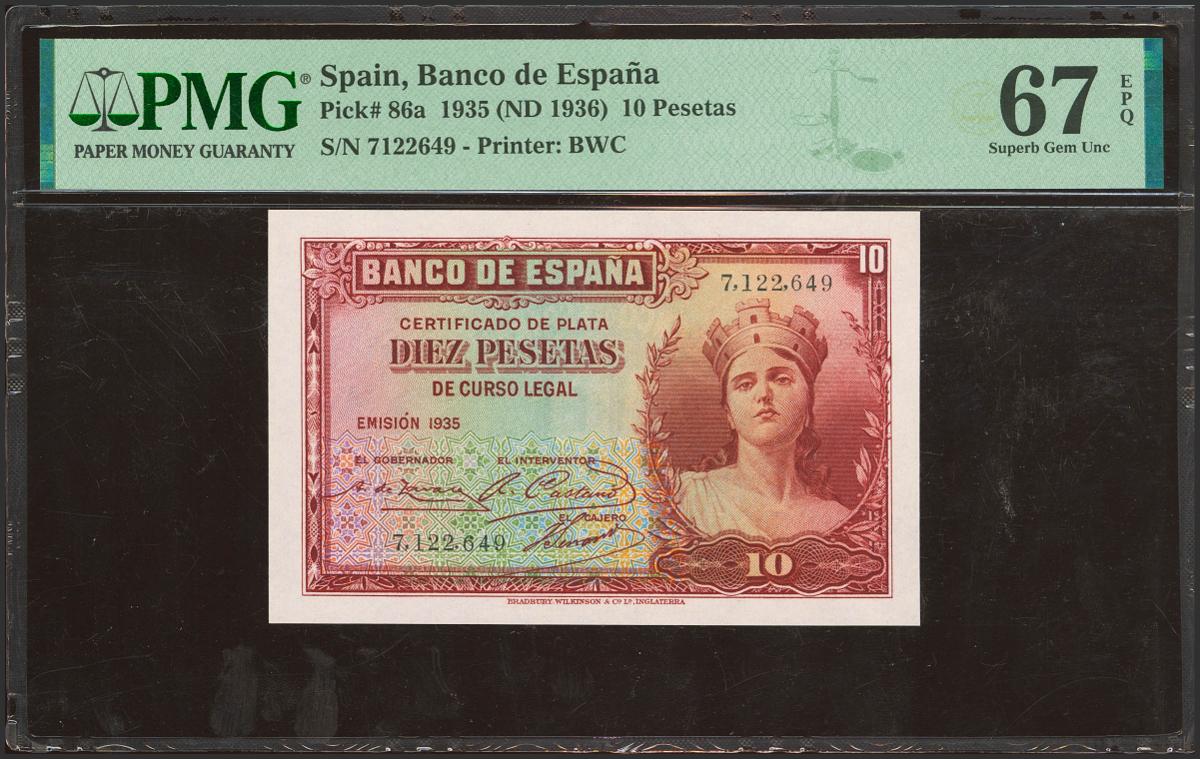 PMG®
PAPER MONEY GUARANTY
Spain, Banco de España
Pick# 86a 1935 (ND 1936) 10 Pesetas
S/N 7122649 - Printer: BWC
67
EPQ
Superb Gem Unc
BANCO DE ESPAÑA
10
7,122,649
CERTIFICADO DE PLATA
DIEZ PESETAS
DE CURSO LEGAL
EMISIÓN 1935
EL GOBERNADOR
EL INTERVENTOR
EL CAJERO
7,122,649
10
BRADBURY, WILKINSON & Cº Lᴰ, INGLATERRA